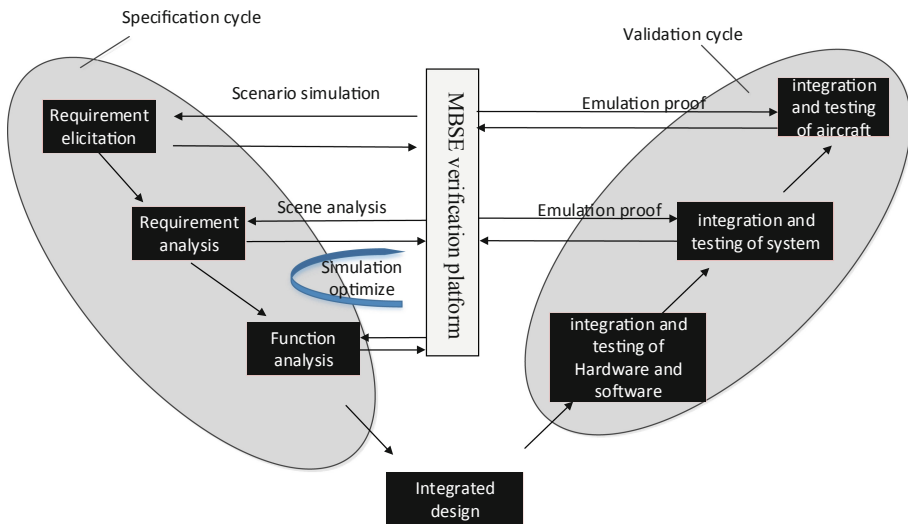 Specification cycle
Validation cycle
Requirement
elicitation
Scenario simulation
MBSE verification platform
Emulation proof
integration
and testing
of aircraft
Requirement
analysis
Scene analysis
Emulation proof
integration and
testing of system
Simulation
optimize
Function
analysis
integration and
testing of
Hardware and
software
Integrated
design